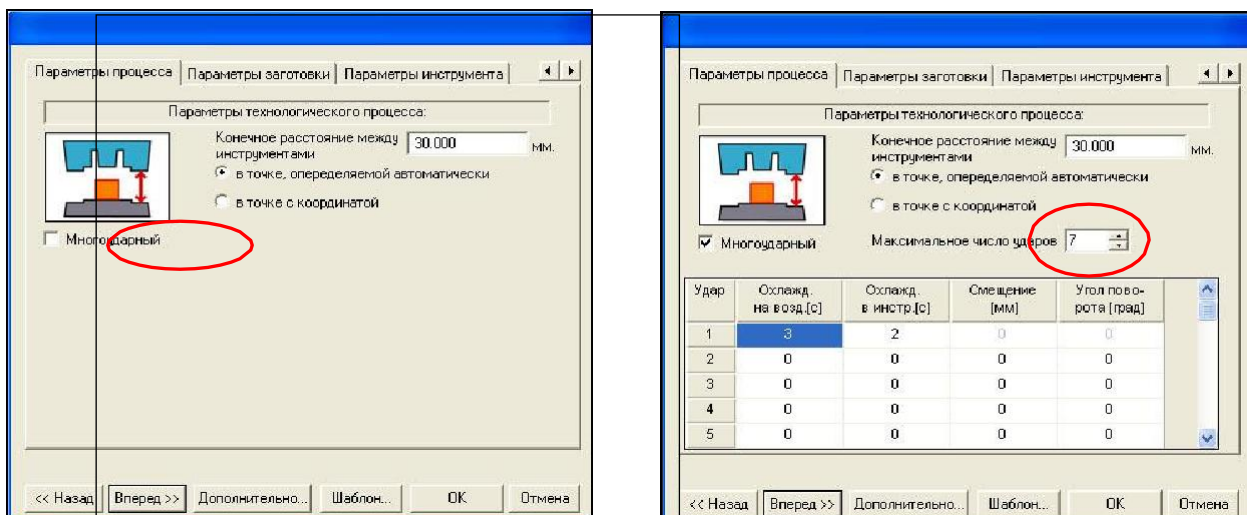 Параметры процесса Параметры заготовки Параметры инструмента
Параметры технологического процесса:
Конечное расстояние между
инструментами
30.000 мм.
в точке, опеределяемой автоматически
в точке с координатой
Многоударный
<< Назад Вперед >> Дополнительно... Шаблон... OK Отмена
Параметры процесса Параметры заготовки Параметры инструмента
Параметры технологического процесса:
Конечное расстояние между
инструментами
30.000 мм.
в точке, опеределяемой автоматически
в точке с координатой
Многоударный Максимальное число ударов 7
Удар Охлажд. на возд.[с] Охлажд. в инстр.[с] Смещение [мм] Угол пово- рота [град]
1 3 2 0 0
2 0 0 0 0
3 0 0 0 0
4 0 0 0 0
5 0 0 0 0
<< Назад Вперед >> Дополнительно... Шаблон... OK Отмена